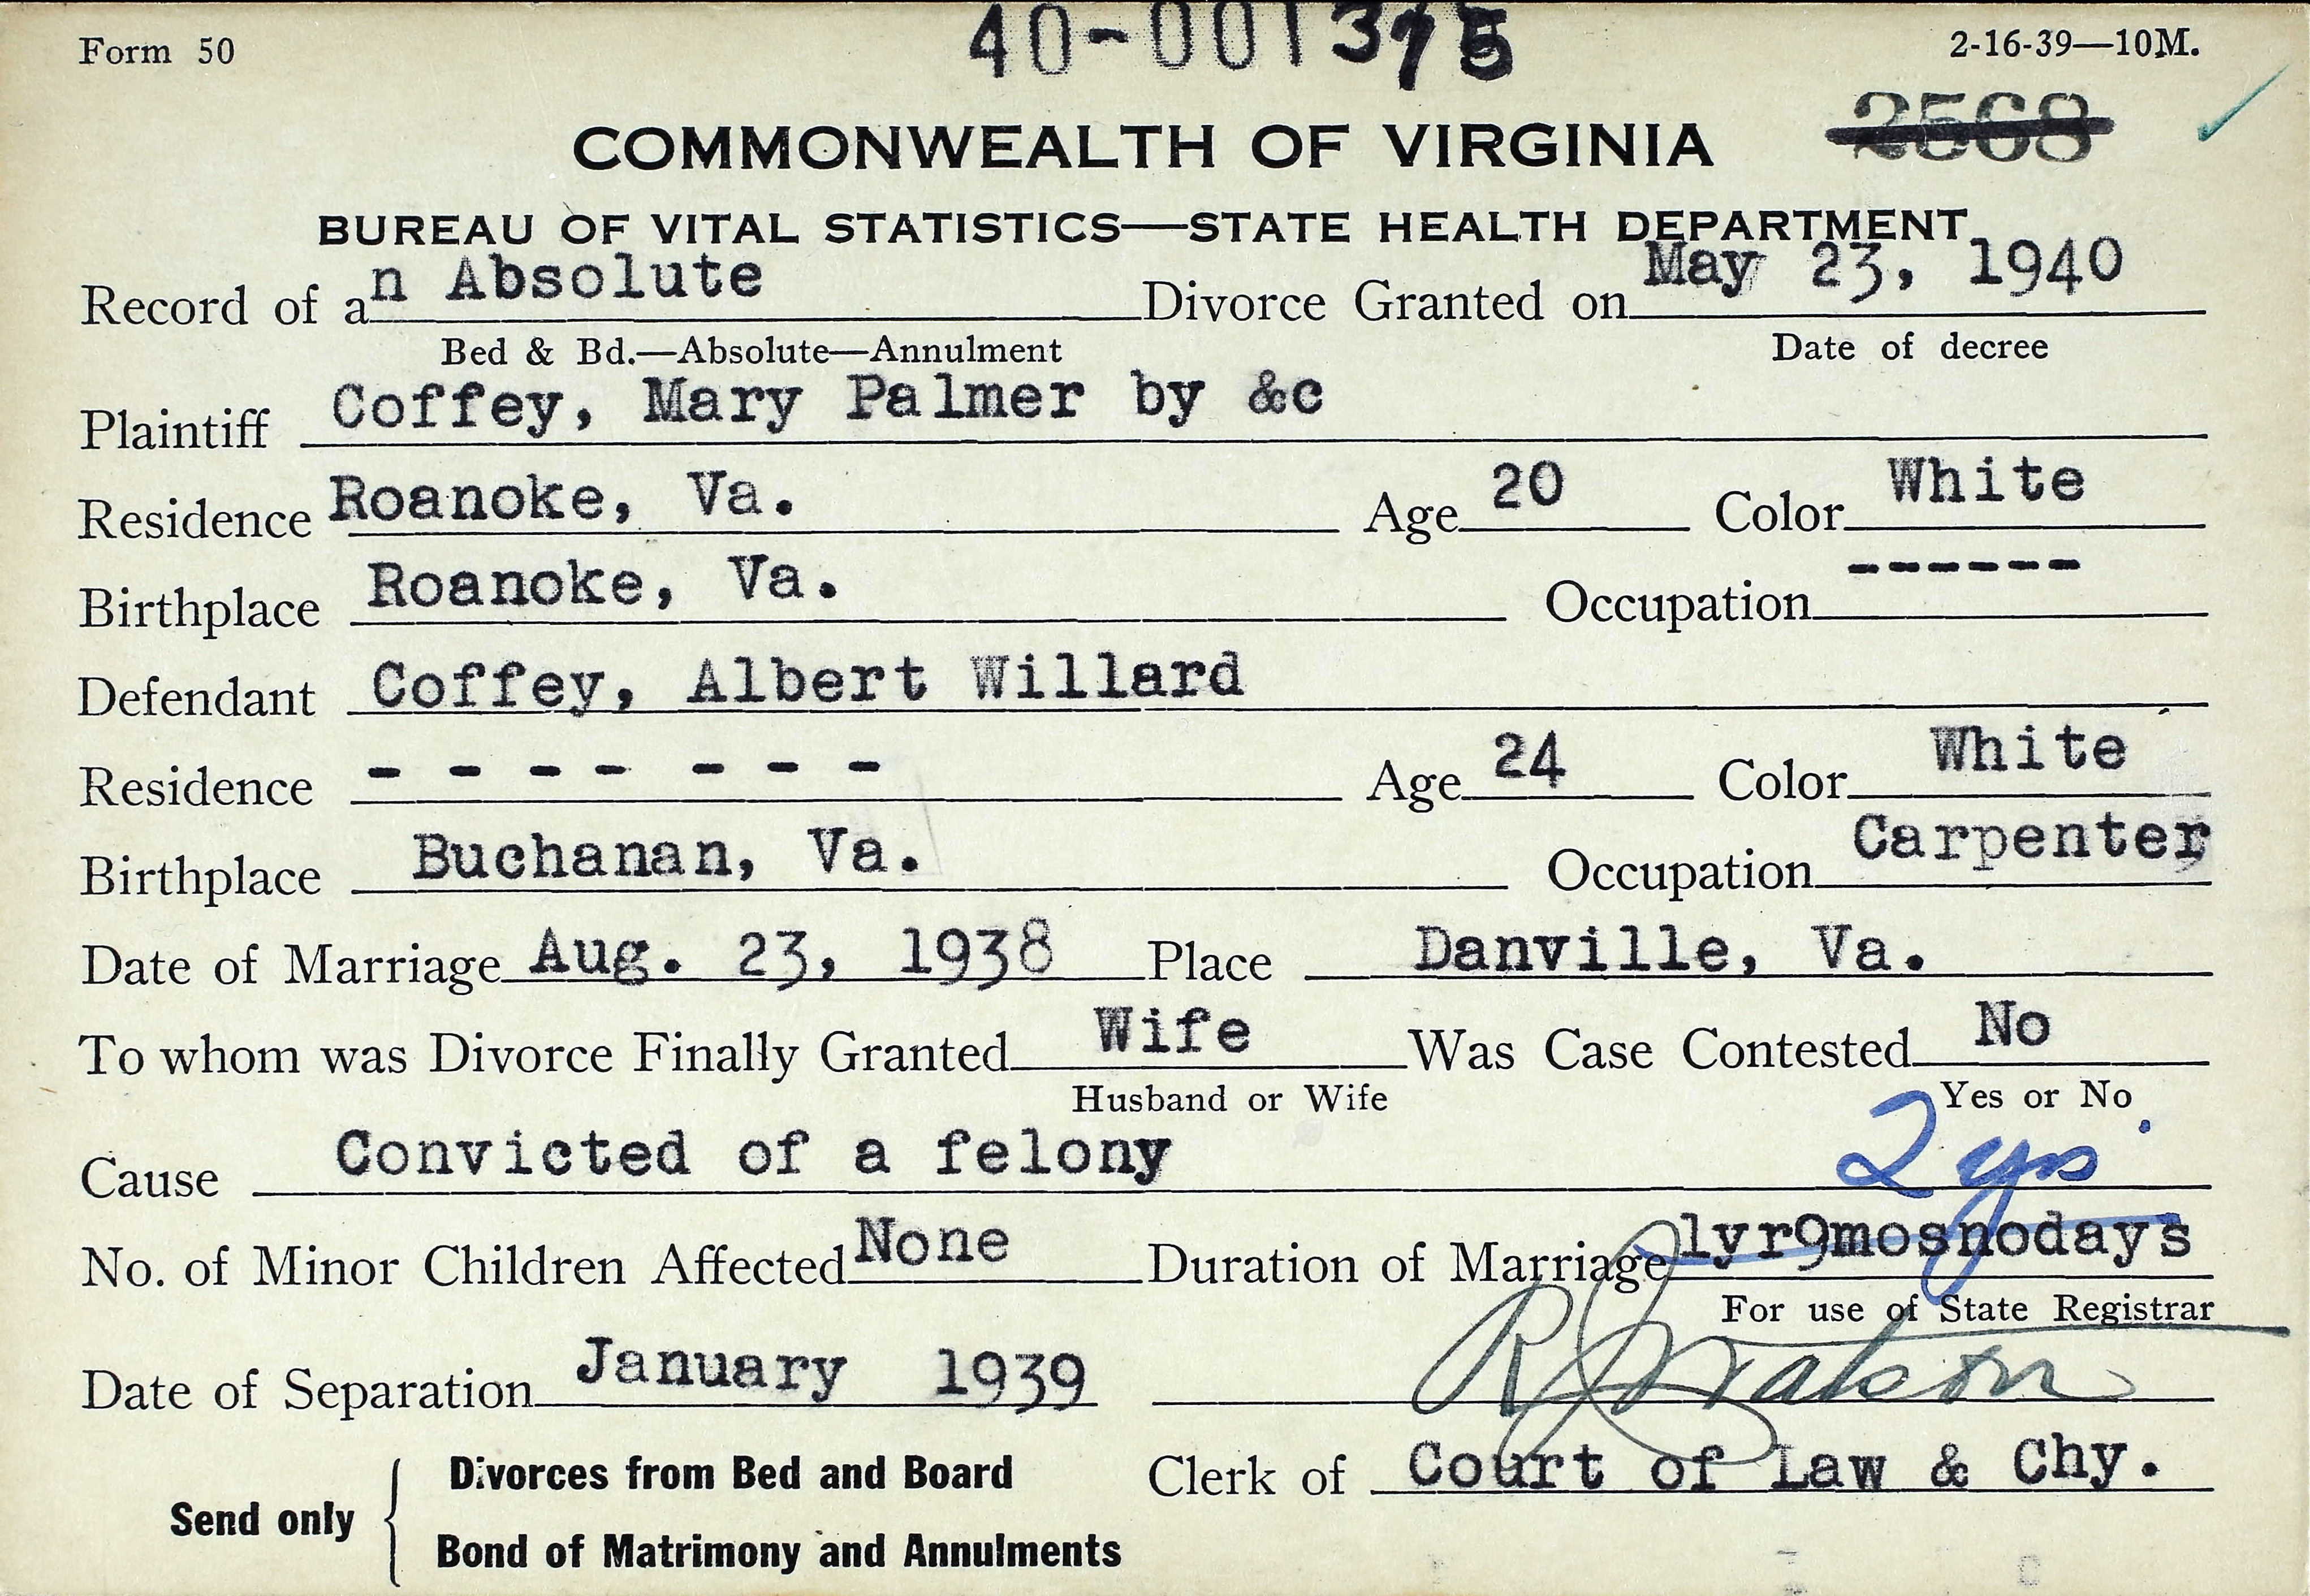 Form 50
2-16-39—10M.
2568
COMMONWEALTH OF VIRGINIA
BUREAU OF VITAL STATISTICS—STATE HEALTH DEPARTMENT
Record of an Absolute Divorce Granted on May 23, 1940
Bed & Bd.—Absolute—Annulment Date of decree
Plaintiff Coffey, Mary Palmer by &c
Residence Roanoke, Va. Age 20 Color White
Birthplace Roanoke, Va. Occupation ------
Defendant Coffey, Albert Willard
Residence - - - - - - - Age 24 Color White
Birthplace Buchanan, Va. Occupation Carpenter
Date of Marriage Aug. 23, 1938 Place Danville, Va.
To whom was Divorce Finally Granted Wife Was Case Contested No
Husband or Wife Yes or No
Cause Convicted of a felony 2 yrs
No. of Minor Children Affected None Duration of Marriage 1yr9mosnodays
For use of State Registrar
Date of Separation January 1939 R J Watson
Clerk of Court of Law & Chy.
Send only { Divorces from Bed and Board
Bond of Matrimony and Annulments